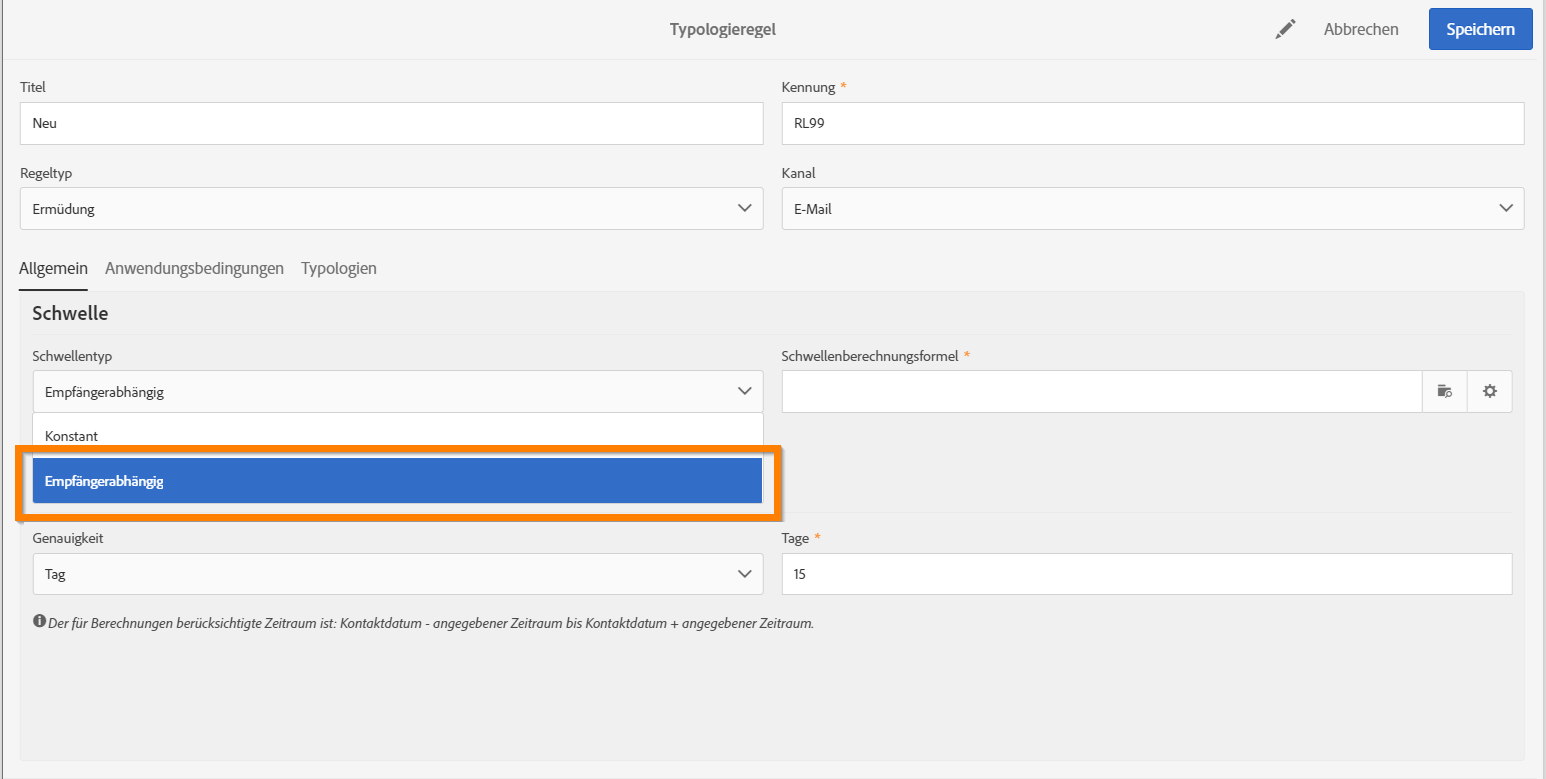 Typologieregel
Abbrechen
Speichern
Titel
Kennung *
Neu
RL99
Regeltyp
Kanal
Ermüdung
E-Mail
Allgemein Anwendungsbedingungen Typologien
Schwelle
Schwellentyp
Schwellenberechnungsformel *
Empfängerabhängig
Konstant
Empfängerabhängig
Genauigkeit
Tage *
Tag
15
Der für Berechnungen berücksichtigte Zeitraum ist: Kontaktdatum - angegebener Zeitraum bis Kontaktdatum + angegebener Zeitraum.